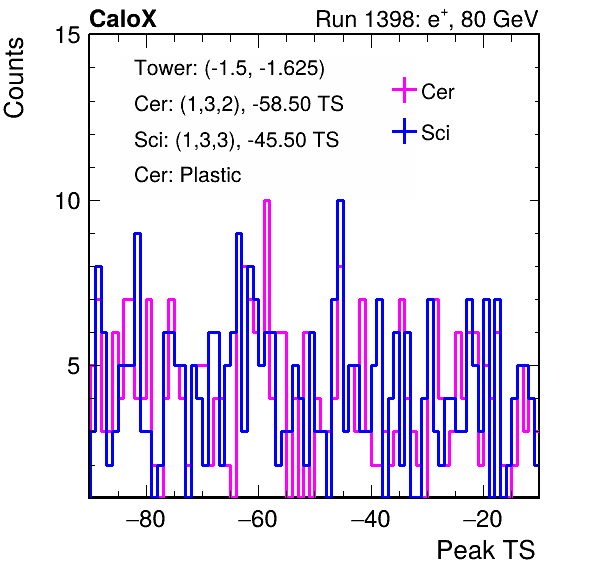 CaloX Run 1398: e⁺, 80 GeV
Counts
15
10
5
Tower: (-1.5, -1.625)
Cer: (1,3,2), -58.50 TS
Sci: (1,3,3), -45.50 TS
Cer: Plastic
Cer
Sci
−80 −60 −40 −20
Peak TS